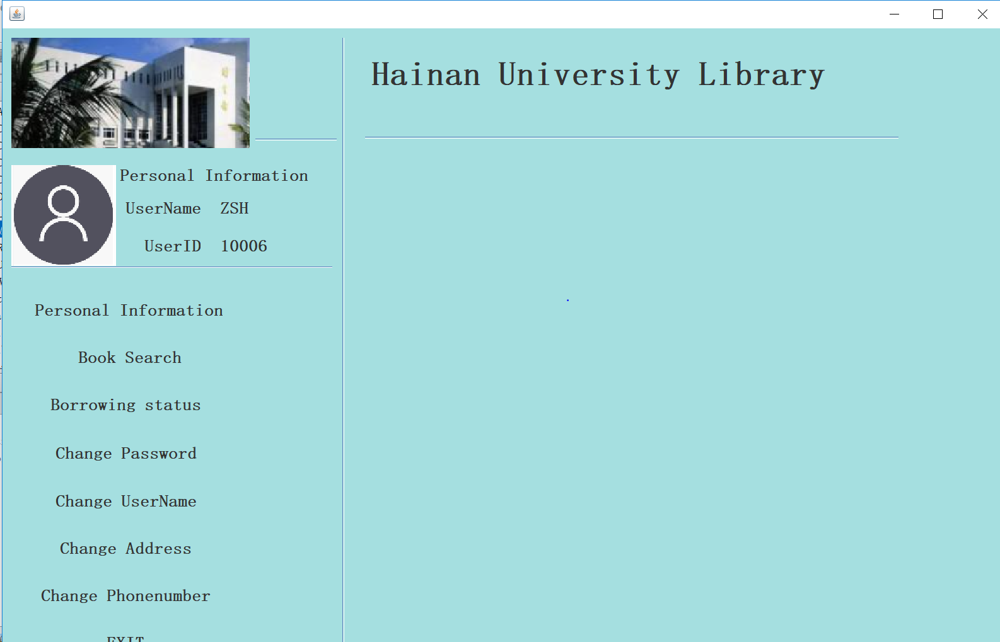 Hainan University Library
Personal Information
UserName ZSH
UserID 10006
Personal Information
Book Search
Borrowing status
Change Password
Change UserName
Change Address
Change Phonenumber
EXIT